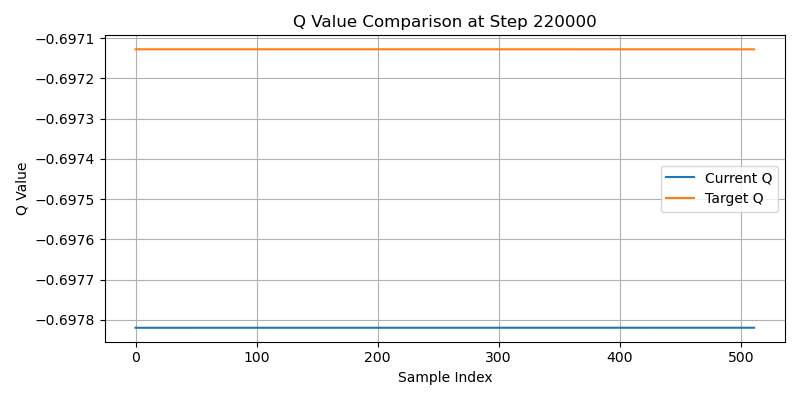 Q Value Comparison at Step 220000
−0.6971
−0.6972
−0.6973
−0.6974
−0.6975
−0.6976
−0.6977
−0.6978
Q Value
Current Q
Target Q
0 100 200 300 400 500
Sample Index